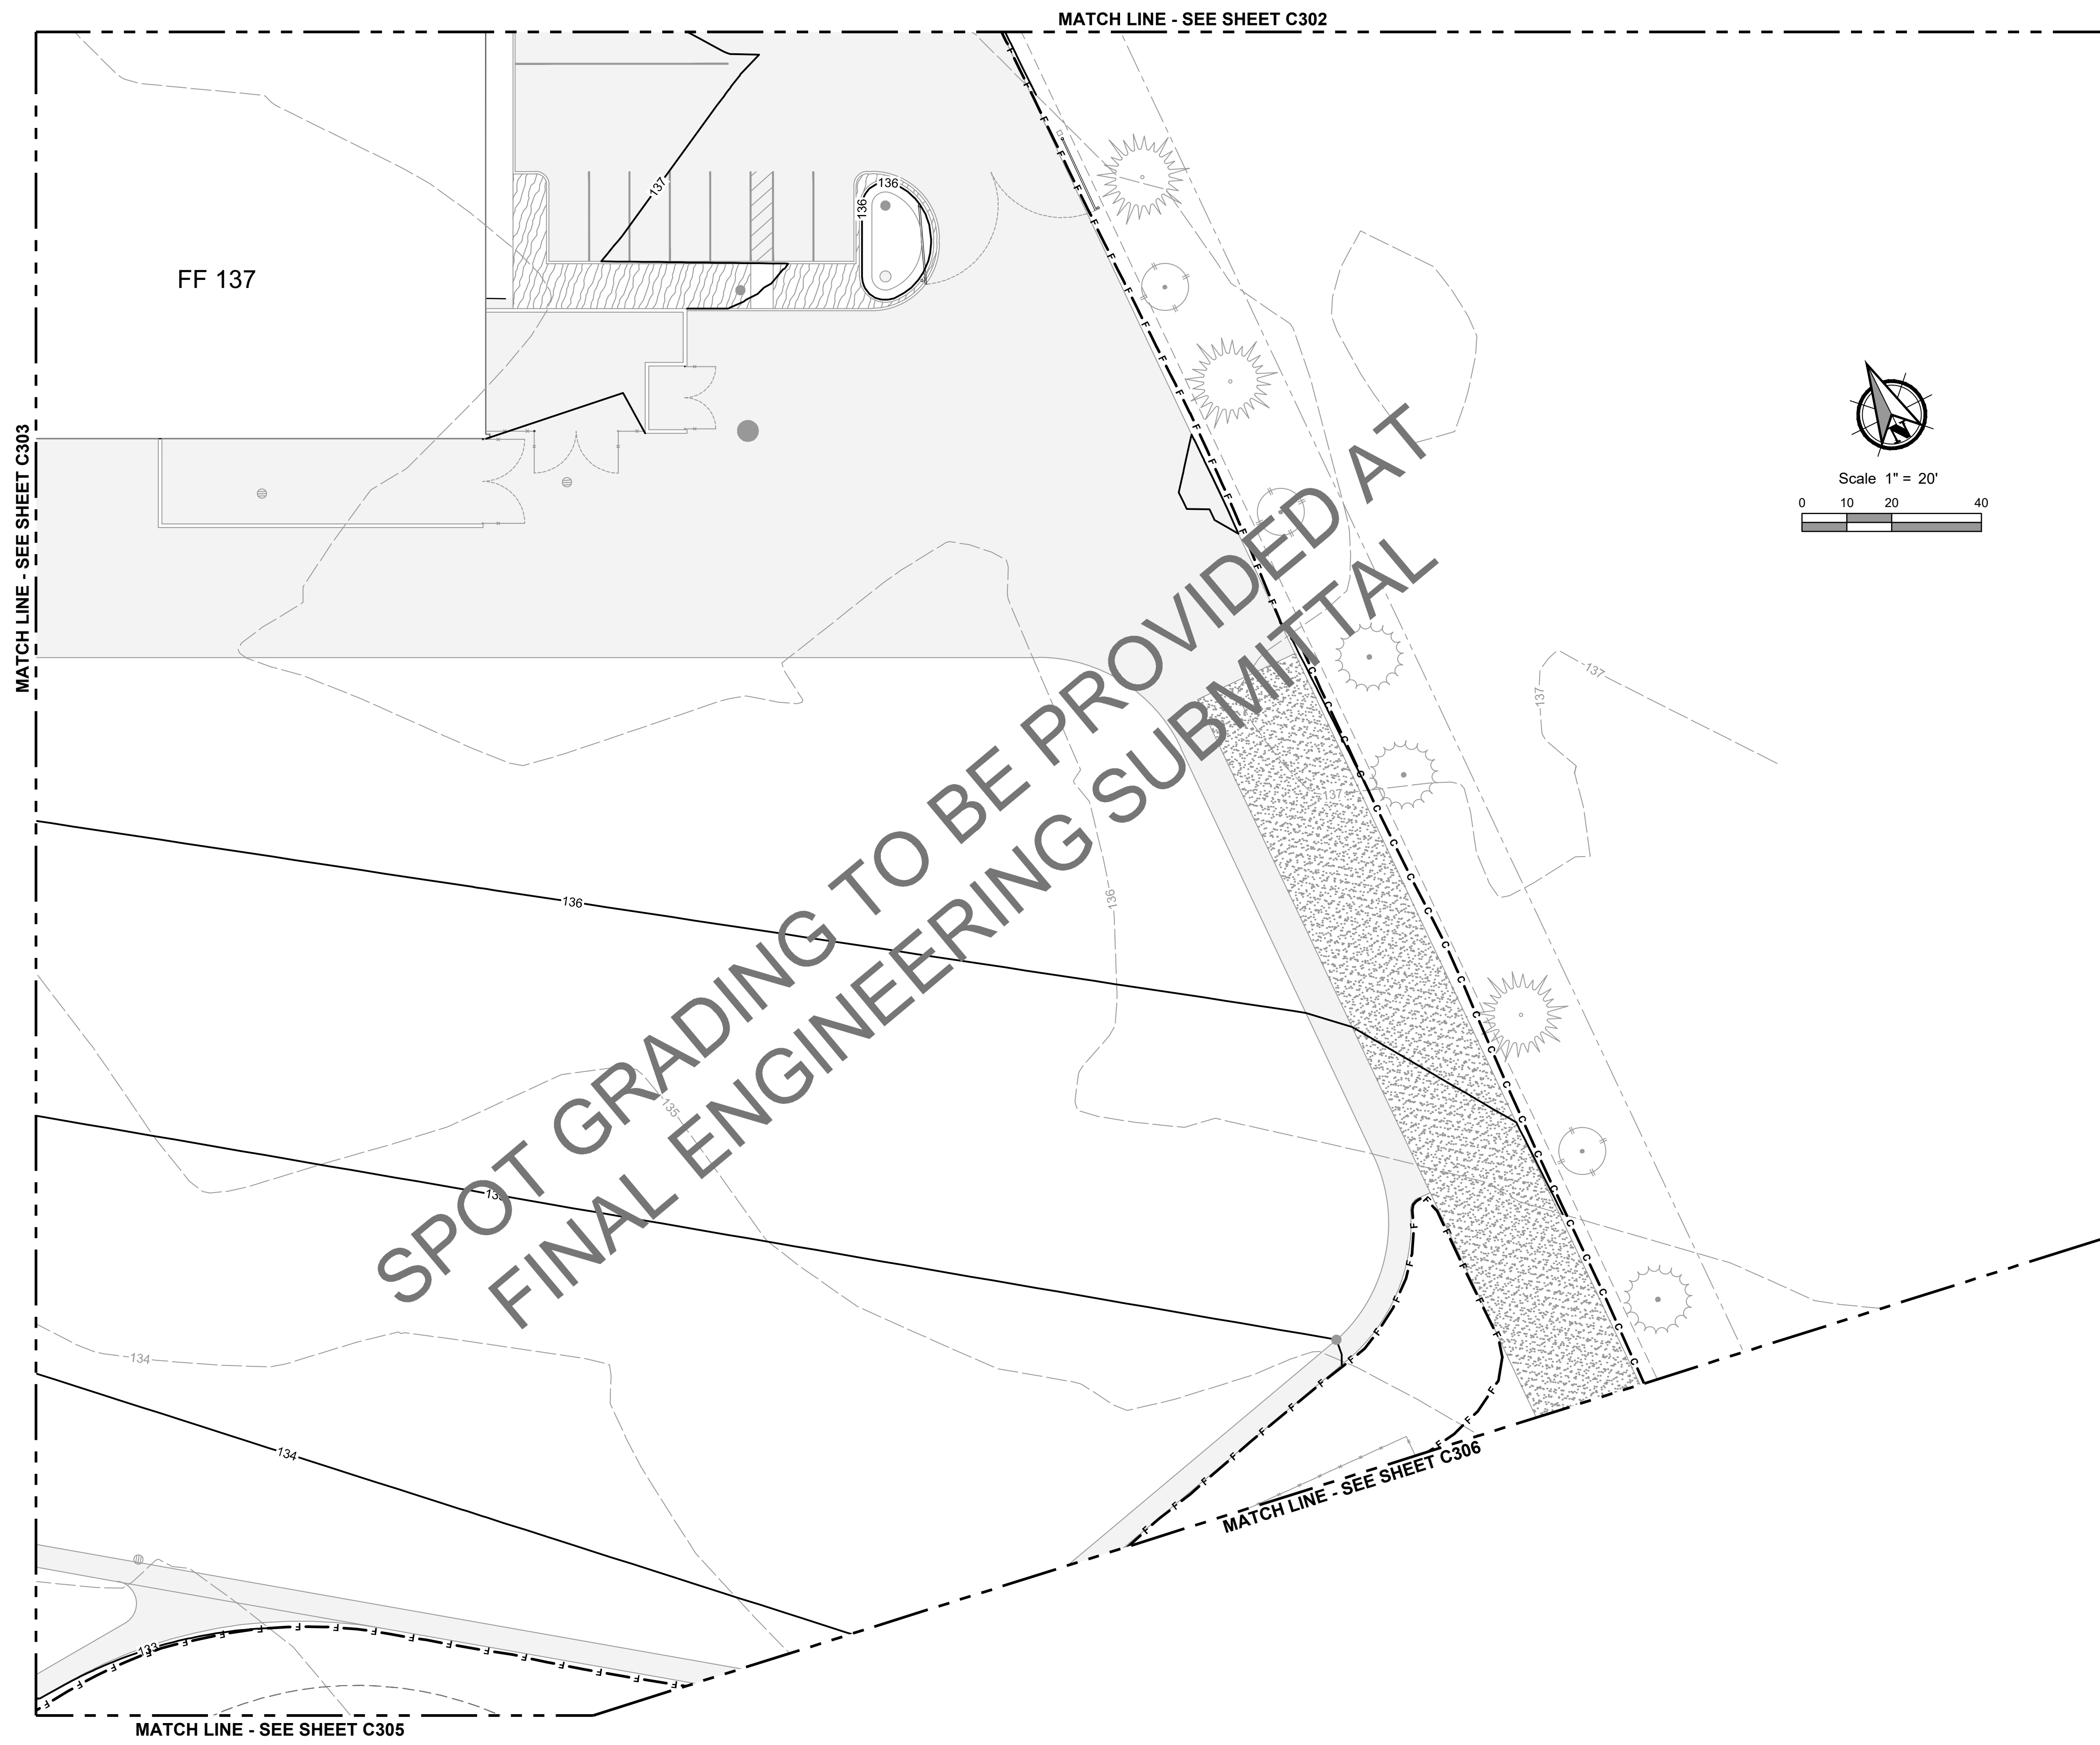 MATCH LINE - SEE SHEET C302
137
136
136
FF 137
MATCH LINE - SEE SHEET C303
N
Scale 1" = 20'
0 10 20 40
137
137
137
136
136
135
134
134
133
SPOT GRADING TO BE PROVIDED AT
FINAL ENGINEERING SUBMITTAL
MATCH LINE - SEE SHEET C306
MATCH LINE - SEE SHEET C305